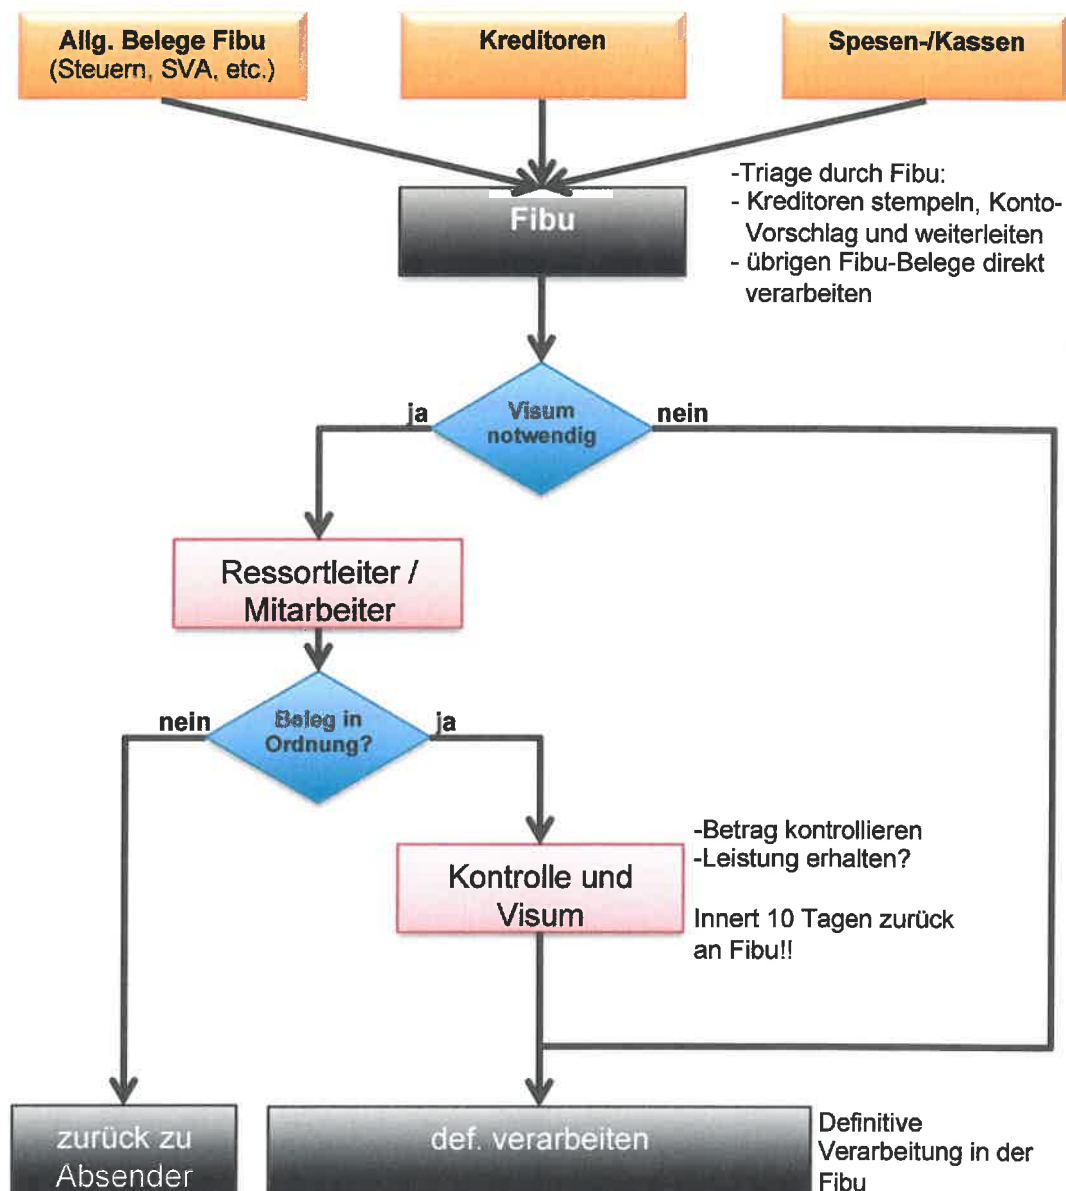 Allg. Belege Fibu
(Steuern, SVA, etc.)
Kreditoren
Spesen-/Kassen
-Triage durch Fibu:
- Kreditoren stempeln, Konto-
Vorschlag und weiterleiten
- übrigen Fibu-Belege direkt
verarbeiten
Fibu
ja
Visum
notwendig
nein
Ressortleiter /
Mitarbeiter
nein
Beleg in
Ordnung?
ja
-Betrag kontrollieren
-Leistung erhalten?
Kontrolle und
Visum
Innert 10 Tagen zurück
an Fibu!!
zurück zu
Absender
def. verarbeiten
Definitive
Verarbeitung in der
Fibu